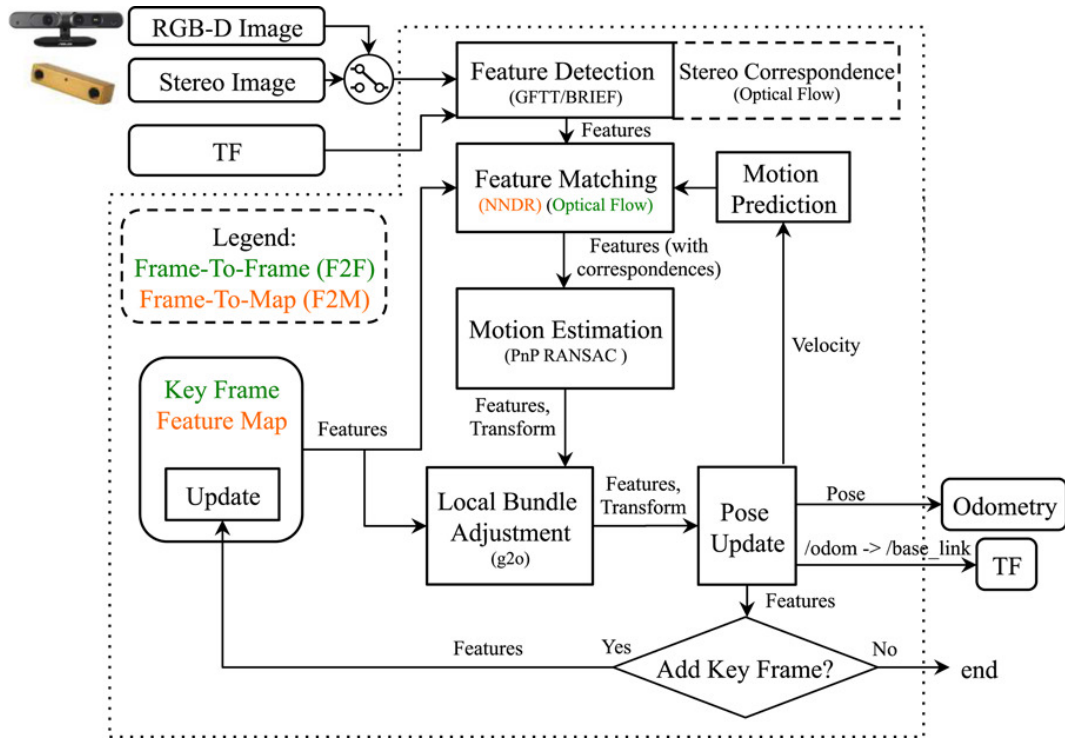 RGB-D Image
Stereo Image
TF
Feature Detection
(GFTT/BRIEF)
Stereo Correspondence
(Optical Flow)
Features
Feature Matching
(NNDR) (Optical Flow)
Motion
Prediction
Legend:
Frame-To-Frame (F2F)
Frame-To-Map (F2M)
Features (with
correspondences)
Motion Estimation
(PnP RANSAC )
Velocity
Key Frame
Feature Map
Update
Features
Features,
Transform
Local Bundle
Adjustment
(g2o)
Features,
Transform
Pose
Update
Pose
Odometry
/odom -> /base_link
TF
Features
Features
Yes
Add Key Frame?
No
end